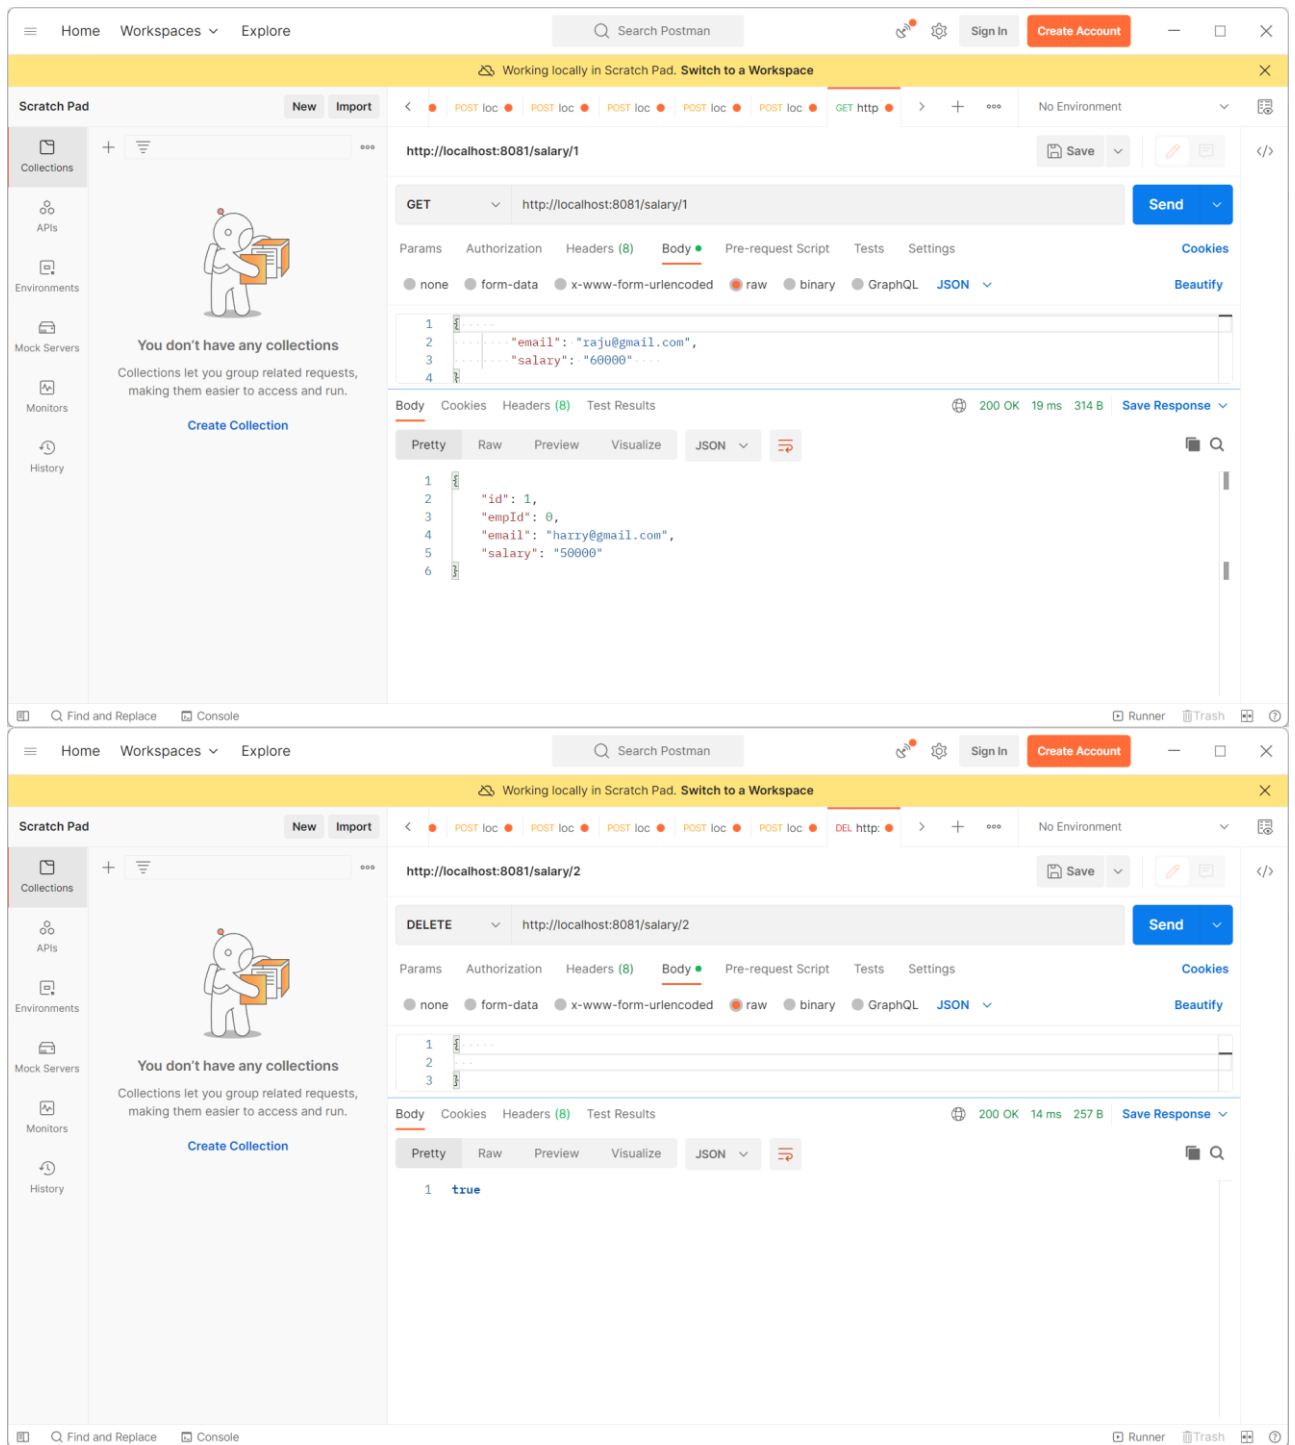 Home Workspaces Explore Search Postman Sign In Create Account
Working locally in Scratch Pad. Switch to a Workspace
Scratch Pad New Import POST loc POST loc POST loc POST loc POST loc GET http No Environment
http://localhost:8081/salary/1 Save
Collections
APIs
Environments
Mock Servers
Monitors
History
You don't have any collections
Collections let you group related requests,
making them easier to access and run.
Create Collection
GET http://localhost:8081/salary/1 Send
Params Authorization Headers (8) Body Pre-request Script Tests Settings Cookies
none form-data x-www-form-urlencoded raw binary GraphQL JSON Beautify
1 {
2 "email": "raju@gmail.com",
3 "salary": "60000"
4 }
Body Cookies Headers (8) Test Results 200 OK 19 ms 314 B Save Response
Pretty Raw Preview Visualize JSON
1 {
2 "id": 1,
3 "empId": 0,
4 "email": "harry@gmail.com",
5 "salary": "50000"
6 }
Find and Replace Console Runner Trash
Home Workspaces Explore Search Postman Sign In Create Account
Working locally in Scratch Pad. Switch to a Workspace
Scratch Pad New Import POST loc POST loc POST loc POST loc POST loc DEL http: No Environment
http://localhost:8081/salary/2 Save
Collections
APIs
Environments
Mock Servers
Monitors
History
You don't have any collections
Collections let you group related requests,
making them easier to access and run.
Create Collection
DELETE http://localhost:8081/salary/2 Send
Params Authorization Headers (8) Body Pre-request Script Tests Settings Cookies
none form-data x-www-form-urlencoded raw binary GraphQL JSON Beautify
1 {
2
3 }
Body Cookies Headers (8) Test Results 200 OK 14 ms 257 B Save Response
Pretty Raw Preview Visualize JSON
1 true
Find and Replace Console Runner Trash